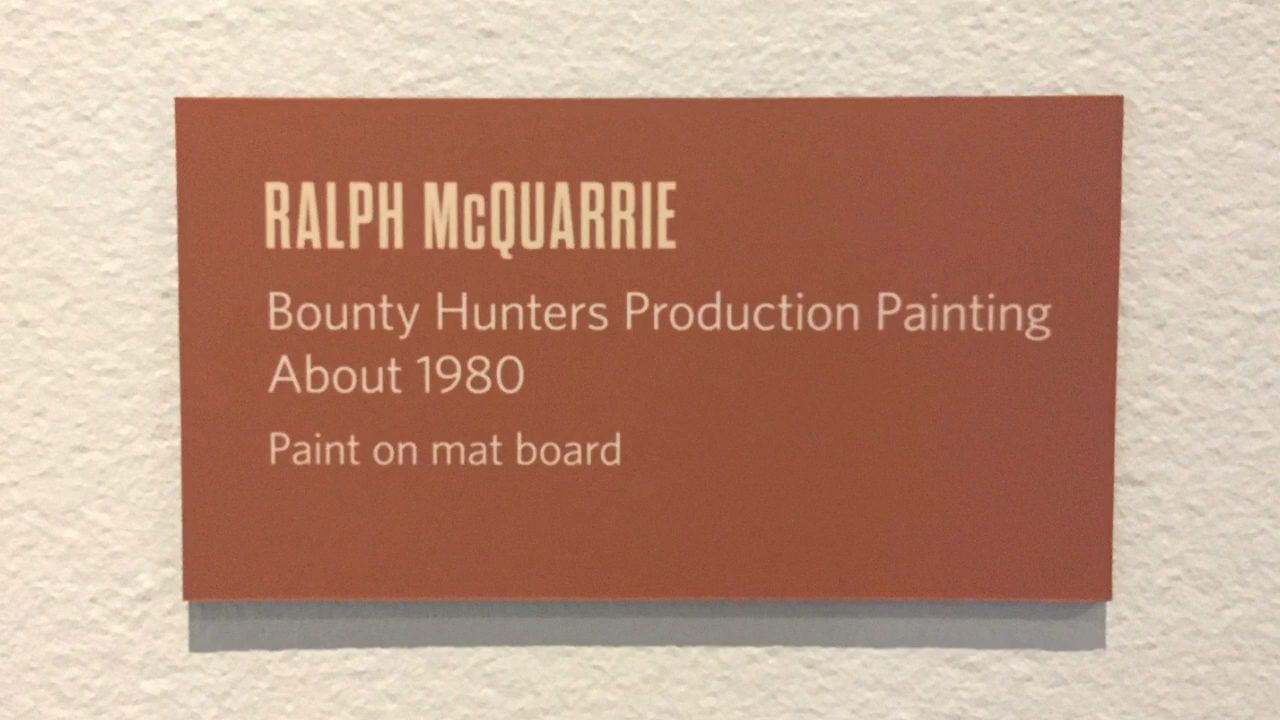 RALPH McQUARRIE
Bounty Hunters Production Painting
About 1980
Paint on mat board